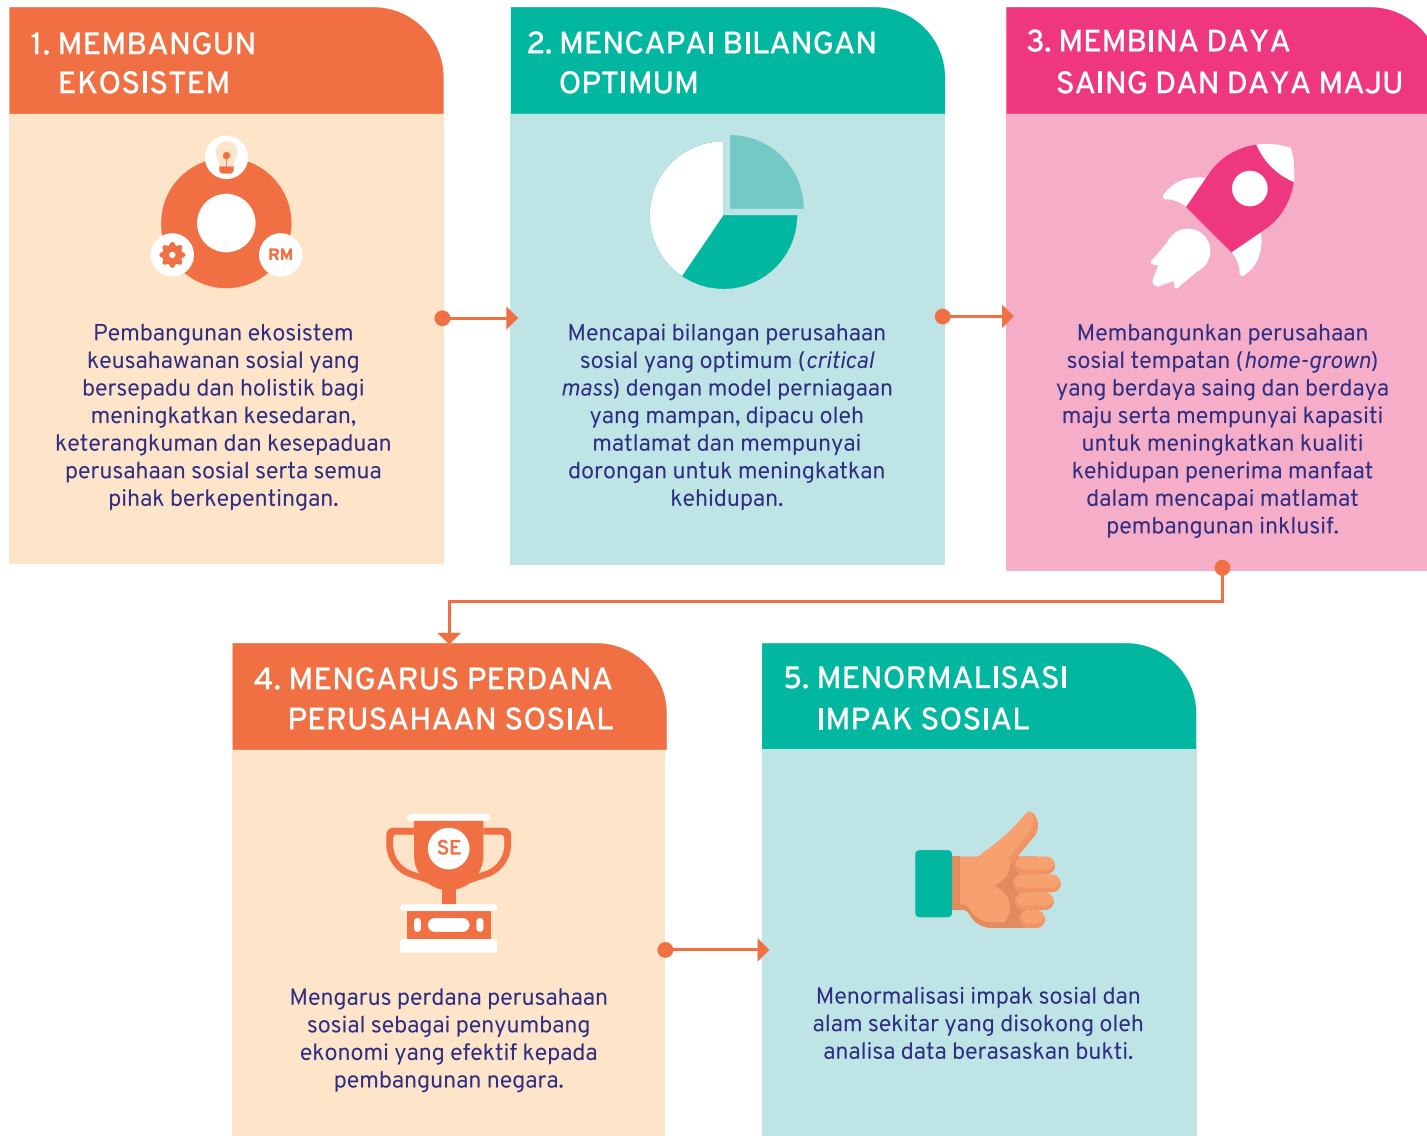 1. MEMBANGUN
EKOSISTEM
RM
Pembangunan ekosistem
keusahawanan sosial yang
bersepadu dan holistik bagi
meningkatkan kesedaran,
keterangkuman dan kesepaduan
perusahaan sosial serta semua
pihak berkepentingan.
2. MENCAPAI BILANGAN
OPTIMUM
Mencapai bilangan perusahaan
sosial yang optimum (critical
mass) dengan model perniagaan
yang mampan, dipacu oleh
matlamat dan mempunyai
dorongan untuk meningkatkan
kehidupan.
3. MEMBINA DAYA
SAING DAN DAYA MAJU
Membangunkan perusahaan
sosial tempatan (home-grown)
yang berdaya saing dan berdaya
maju serta mempunyai kapasiti
untuk meningkatkan kualiti
kehidupan penerima manfaat
dalam mencapai matlamat
pembangunan inklusif.
4. MENGARUS PERDANA
PERUSAHAAN SOSIAL
SE
Mengarus perdana perusahaan
sosial sebagai penyumbang
ekonomi yang efektif kepada
pembangunan negara.
5. MENORMALISASI
IMPAK SOSIAL
Menormalisasi impak sosial dan
alam sekitar yang disokong oleh
analisa data berasaskan bukti.